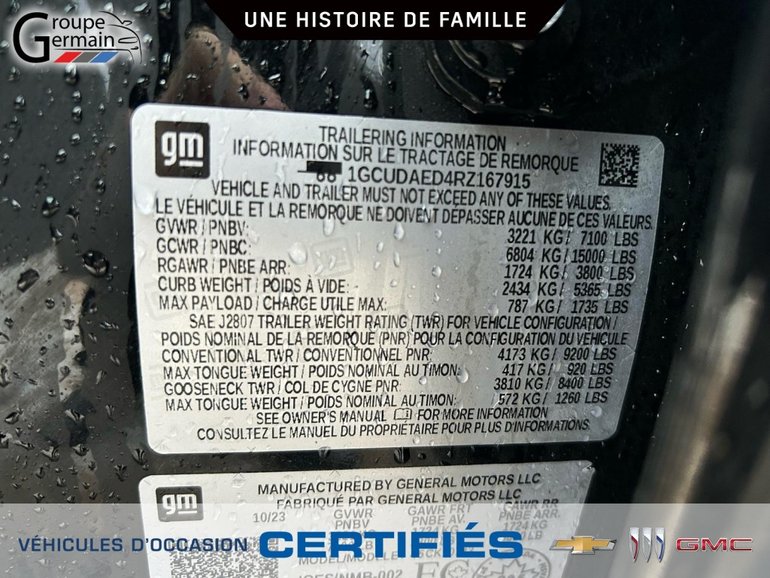 Groupe
Germain
UNE HISTOIRE DE FAMILLE
gm
TRAILERING INFORMATION
INFORMATION SUR LE TRACTAGE DE REMORQUE
1GCUDAED4RZ167915
VEHICLE AND TRAILER MUST NOT EXCEED ANY OF THESE VALUES
LE VÉHICULE ET LA REMORQUE NE DOIVENT DÉPASSER AUCUNE DE CES VALEURS.
GVWR / PNBV: 3221 KG / 7100 LBS
GCWR / PNBC: 6804 KG / 15000 LBS
RGAWR / PNBE ARR: 1724 KG / 3800 LBS
CURB WEIGHT / POIDS À VIDE: 2434 KG / 5365 LBS
MAX PAYLOAD / CHARGE UTILE MAX: 787 KG / 1735 LBS
SAE J2807 TRAILER WEIGHT RATING (TWR) FOR VEHICLE CONFIGURATION /
POIDS NOMINAL DE LA REMORQUE (PNR) POUR LA CONFIGURATION DU VÉHICULE
CONVENTIONAL TWR / CONVENTIONNEL PNR: 4173 KG / 9200 LBS
MAX TONGUE WEIGHT / POIDS NOMINAL AU TIMON: 417 KG / 920 LBS
GOOSENECK TWR / COL DE CYGNE PNR: 3810 KG / 8400 LBS
MAX TONGUE WEIGHT / POIDS NOMINAL AU TIMON: 572 KG / 1260 LBS
SEE OWNER'S MANUAL FOR MORE INFORMATION
CONSULTEZ LE MANUEL DU PROPRIÉTAIRE POUR PLUS D'INFORMATIONS.
gm
MANUFACTURED BY GENERAL MOTORS LLC
FABRIQUÉ PAR GENERAL MOTORS LLC
10/23 GVWR GAWR FRT GAWR RR
PNBV PNBE AV. PNBE ARR
VÉHICULES D'OCCASION CERTIFIÉS GMC